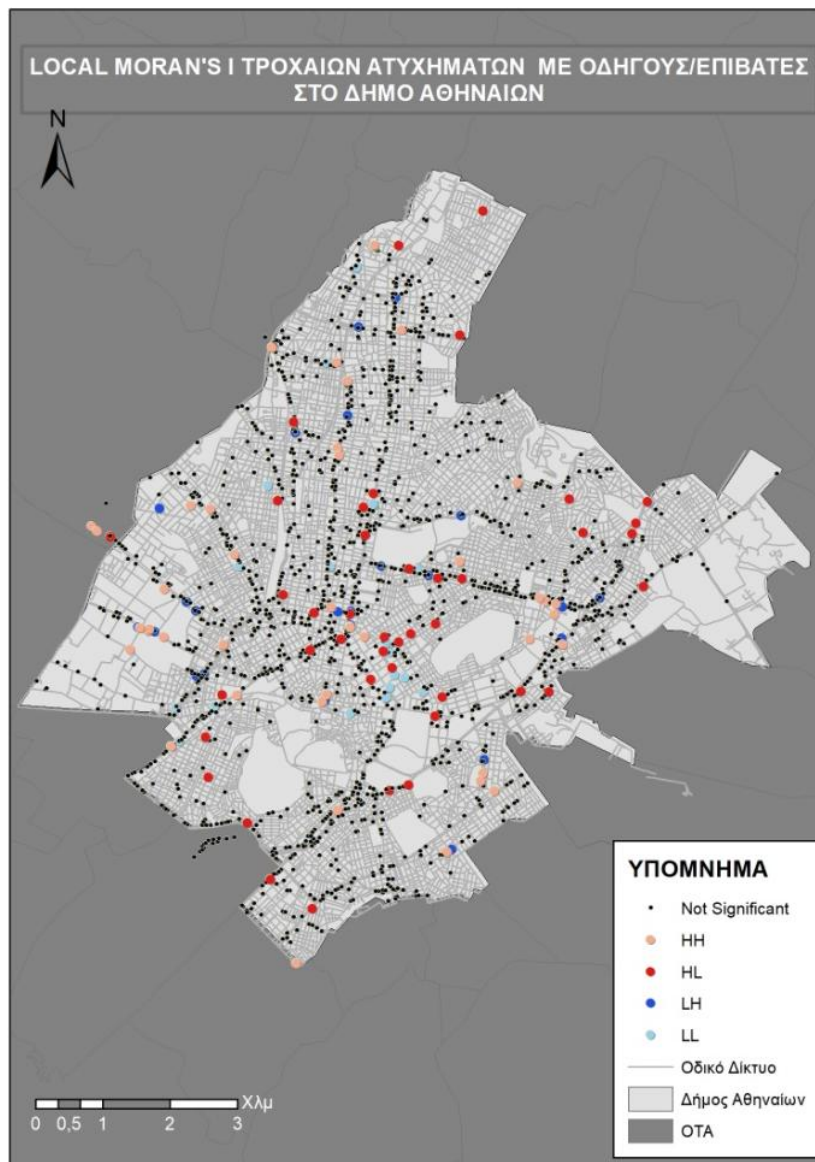 LOCAL MORAN'S I ΤΡΟΧΑΙΩΝ ΑΤΥΧΗΜΑΤΩΝ ΜΕ ΟΔΗΓΟΥΣ/ΕΠΙΒΑΤΕΣ
ΣΤΟ ΔΗΜΟ ΑΘΗΝΑΙΩΝ
N
ΥΠΟΜΝΗΜΑ
Not Significant
HH
HL
LH
LL
Οδικό Δίκτυο
Δήμος Αθηναίων
ΟΤΑ
Χλμ
0 0,5 1 2 3